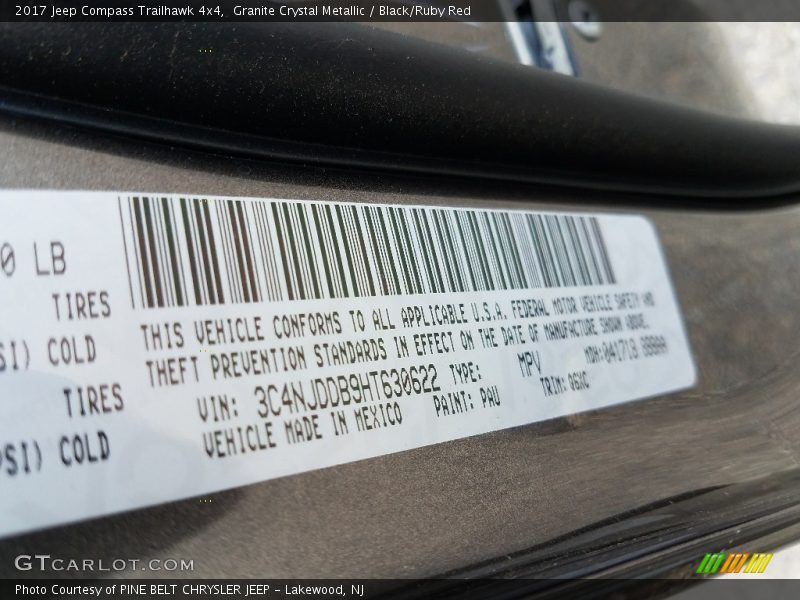 2017 Jeep Compass Trailhawk 4x4, Granite Crystal Metallic / Black/Ruby Red
0 LB
TIRES
SI) COLD
TIRES
PSI) COLD
THIS VEHICLE CONFORMS TO ALL APPLICABLE U.S.A. FEDERAL MOTOR VEHICLE SAFETY AND
THEFT PREVENTION STANDARDS IN EFFECT ON THE DATE OF MANUFACTURE SHOWN ABOVE.
VIN: 3C4NJDDB9HT630622 TYPE: MPV MDH:
VEHICLE MADE IN MEXICO PAINT: PAU TRIM:
GTCARLOT.COM
Photo Courtesy of PINE BELT CHRYSLER JEEP - Lakewood, NJ